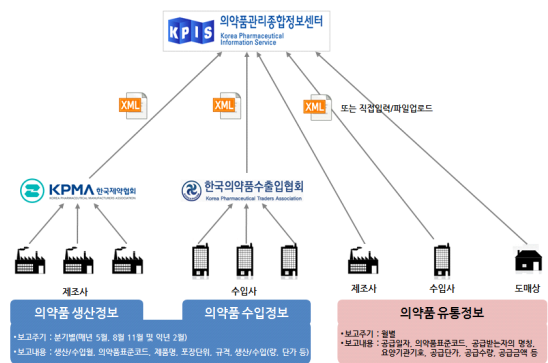 KPIS 의약품관리종합정보센터
Korea Pharmaceutical
Information Service
XML
XML
XML
또는 직접입력/파일업로드
KPMA 한국제약협회
KOREA PHARMACEUTICAL MANUFACTURERS ASSOCIATION
한국의약품수출입협회
Korea Pharmaceutical Traders Association
제조사
수입사
제조사
수입사
도매상
의약품 생산정보
의약품 수입정보
의약품 유통정보
•보고주기 : 분기별(매년 5월, 8월 11월 및 익년 2월)
•보고내용 : 생산/수입월, 의약품표준코드, 제품명, 포장단위, 규격, 생산/수입(량, 단가 등)
•보고주기 : 월별
•보고내용 : 공급일자, 의약품표준코드, 공급받는자의 명칭,
요양기관기호, 공급단가, 공급수량, 공급금액 등